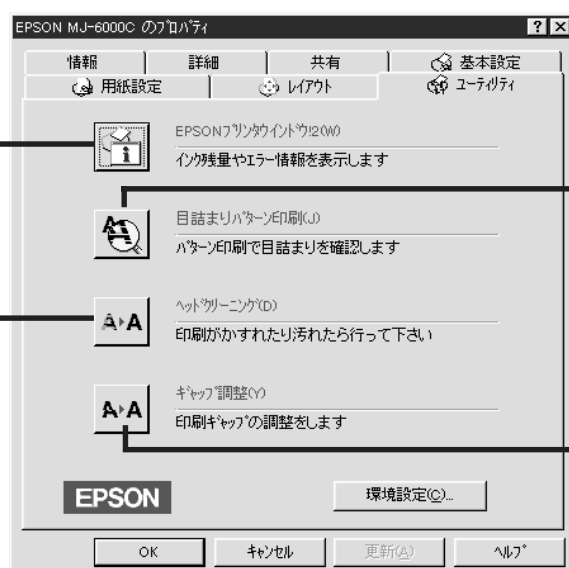 EPSON MJ-6000C のﾌﾟﾛﾊﾟﾃｨ
情報 詳細 共有 基本設定
用紙設定 ﾚｲｱｳﾄ ﾕｰﾃｨﾘﾃｨ
EPSONﾌﾟﾘﾝﾀｳｲﾝﾄﾞｳ!2(W)
ｲﾝｸ残量やｴﾗｰ情報を表示します
目詰まりﾊﾟﾀｰﾝ印刷(J)
ﾊﾟﾀｰﾝ印刷で目詰まりを確認します
ﾍｯﾄﾞｸﾘｰﾆﾝｸﾞ(D)
印刷がかすれたり汚れたら行って下さい
ｷﾞｬｯﾌﾟ調整(Y)
印刷ｷﾞｬｯﾌﾟの調整をします
EPSON 環境設定(C)...
OK ｷｬﾝｾﾙ 更新(A) ﾍﾙﾌﾟ